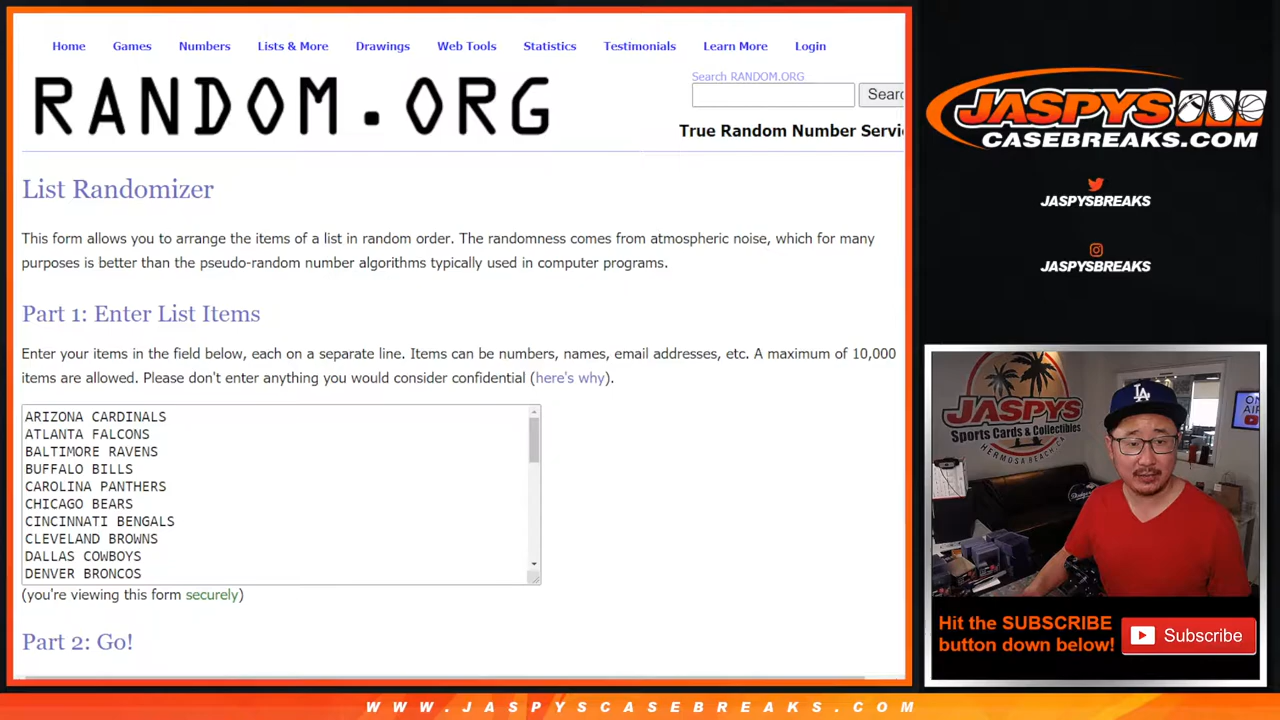 Home Games Numbers Lists & More Drawings Web Tools Statistics Testimonials Learn More Login
RANDOM.ORG
Search RANDOM.ORG
Searc
True Random Number Servi
List Randomizer
This form allows you to arrange the items of a list in random order. The randomness comes from atmospheric noise, which for many
purposes is better than the pseudo-random number algorithms typically used in computer programs.
Part 1: Enter List Items
Enter your items in the field below, each on a separate line. Items can be numbers, names, email addresses, etc. A maximum of 10,000
items are allowed. Please don't enter anything you would consider confidential (here's why).
ARIZONA CARDINALS
ATLANTA FALCONS
BALTIMORE RAVENS
BUFFALO BILLS
CAROLINA PANTHERS
CHICAGO BEARS
CINCINNATI BENGALS
CLEVELAND BROWNS
DALLAS COWBOYS
DENVER BRONCOS
(you're viewing this form securely)
Part 2: Go!
JASPYS
CASEBREAKS.COM
JASPYSBREAKS
JASPYSBREAKS
JASPYS
Sports Cards & Collectibles
HERMOSA BEACH, CA
LA
ON
AIR
Hit the SUBSCRIBE
button down below!
Subscribe
WWW.JASPYSCASEBREAKS.COM